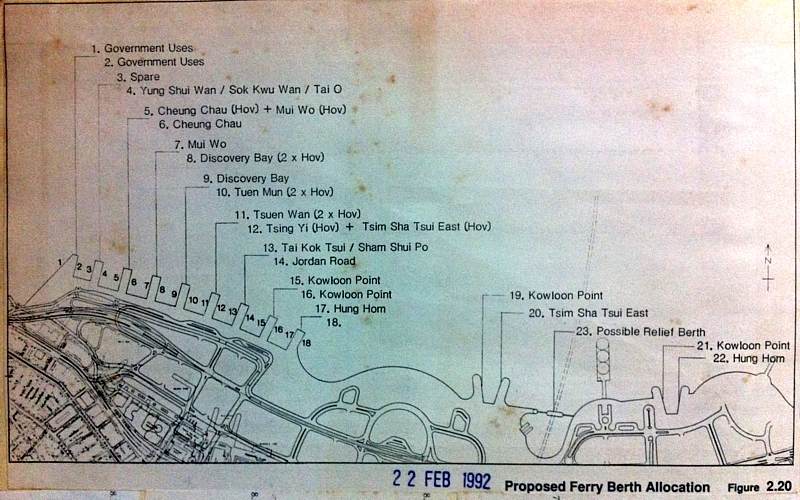 1. Government Uses
2. Government Uses
3. Spare
4. Yung Shui Wan / Sok Kwu Wan / Tai O
5. Cheung Chau (Hov) + Mui Wo (Hov)
6. Cheung Chau
7. Mui Wo
8. Discovery Bay (2 x Hov)
9. Discovery Bay
10. Tuen Mun (2 x Hov)
11. Tsuen Wan (2 x Hov)
12. Tsing Yi (Hov) + Tsim Sha Tsui East (Hov)
13. Tai Kok Tsui / Sham Shui Po
14. Jordan Road
15. Kowloon Point
16. Kowloon Point
17. Hung Hom
18.
19. Kowloon Point
20. Tsim Sha Tsui East
23. Possible Relief Berth
21. Kowloon Point
22. Hung Hom
N
1 2 3 4 5 6 7 8 9 10 11 12 13 14 15 16 17 18
22 FEB 1992
Proposed Ferry Berth Allocation Figure 2.20